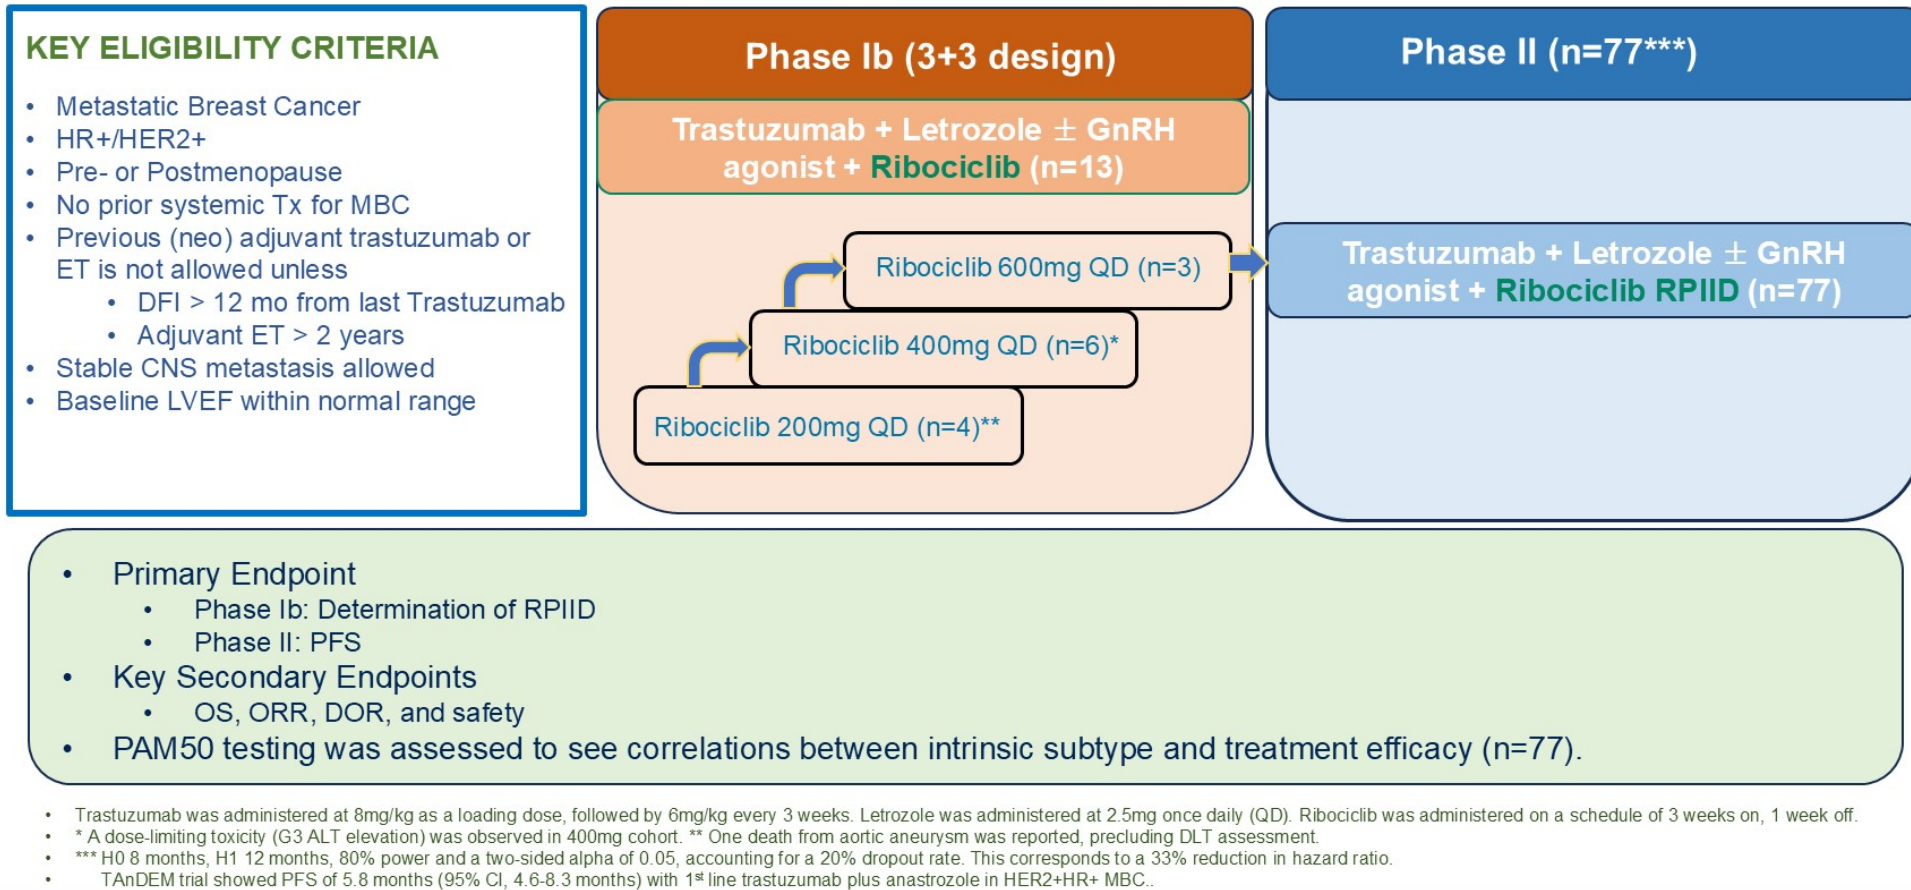 KEY ELIGIBILITY CRITERIA
• Metastatic Breast Cancer
• HR+/HER2+
• Pre- or Postmenopause
• No prior systemic Tx for MBC
• Previous (neo) adjuvant trastuzumab or
ET is not allowed unless
• DFI > 12 mo from last Trastuzumab
• Adjuvant ET > 2 years
• Stable CNS metastasis allowed
• Baseline LVEF within normal range
Phase Ib (3+3 design)
Trastuzumab + Letrozole ± GnRH
agonist + Ribociclib (n=13)
Ribociclib 600mg QD (n=3)
Ribociclib 400mg QD (n=6)*
Ribociclib 200mg QD (n=4)**
Phase II (n=77***)
Trastuzumab + Letrozole ± GnRH
agonist + Ribociclib RPIID (n=77)
• Primary Endpoint
• Phase Ib: Determination of RPIID
• Phase II: PFS
• Key Secondary Endpoints
• OS, ORR, DOR, and safety
• PAM50 testing was assessed to see correlations between intrinsic subtype and treatment efficacy (n=77).
• Trastuzumab was administered at 8mg/kg as a loading dose, followed by 6mg/kg every 3 weeks. Letrozole was administered at 2.5mg once daily (QD). Ribociclib was administered on a schedule of 3 weeks on, 1 week off.
• * A dose-limiting toxicity (G3 ALT elevation) was observed in 400mg cohort. ** One death from aortic aneurysm was reported, precluding DLT assessment.
• *** H0 8 months, H1 12 months, 80% power and a two-sided alpha of 0.05, accounting for a 20% dropout rate. This corresponds to a 33% reduction in hazard ratio.
• TAnDEM trial showed PFS of 5.8 months (95% CI, 4.6-8.3 months) with 1st line trastuzumab plus anastrozole in HER2+HR+ MBC..